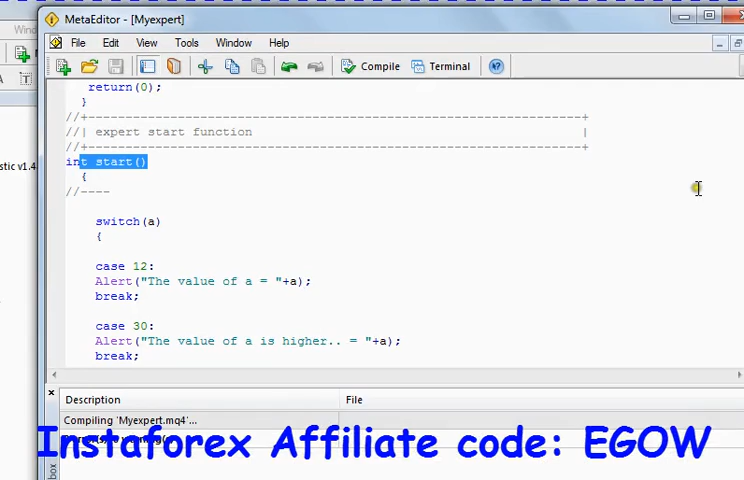 MetaEditor - [Myexpert]
File Edit View Tools Window Help
Compile Terminal
return(0);
}
//+------------------------------------------------------------------+
//| expert start function |
//+------------------------------------------------------------------+
int start()
{
//----
switch(a)
{
case 12:
Alert("The value of a = "+a);
break;
case 30:
Alert("The value of a is higher.. = "+a);
break;
Description File
Compiling 'Myexpert.mq4'...
Instaforex Affiliate code: EGOW